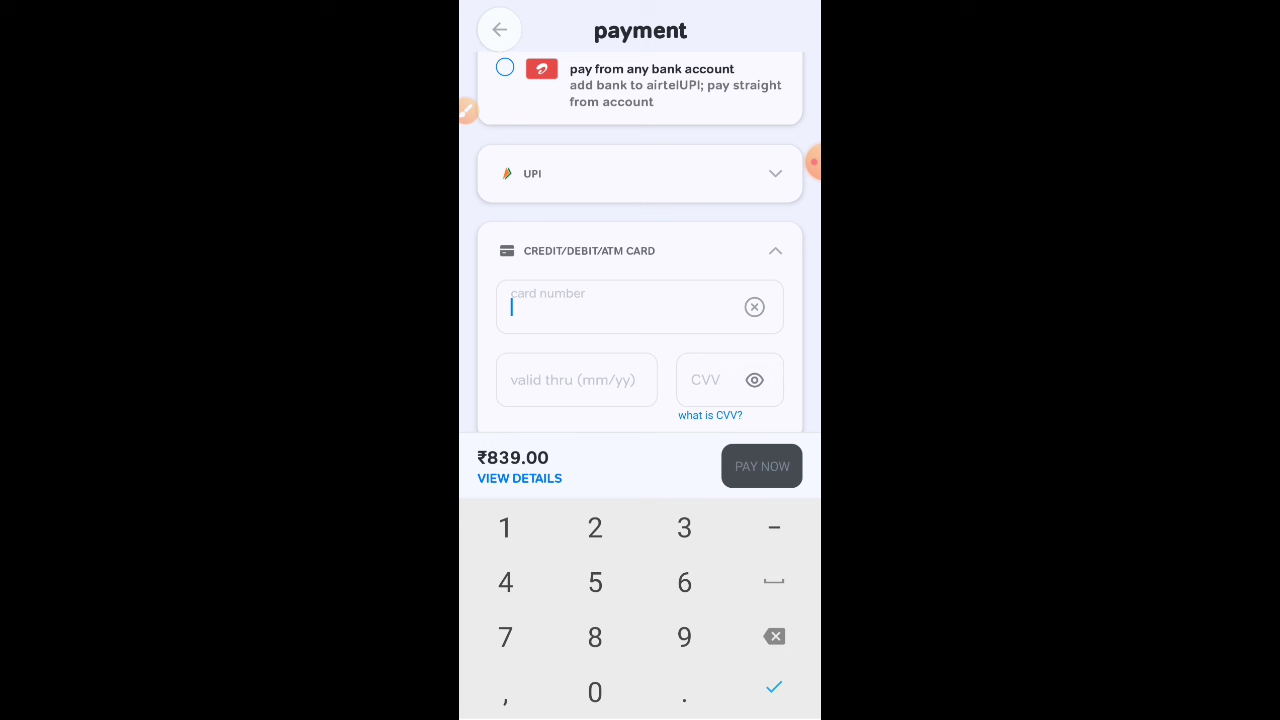 payment
pay from any bank account
add bank to airtelUPI; pay straight
from account
UPI
CREDIT/DEBIT/ATM CARD
card number
valid thru (mm/yy)
CVV
what is CVV?
₹839.00
PAY NOW
VIEW DETAILS
1 2 3 -
4 5 6
7 8 9
, 0 .